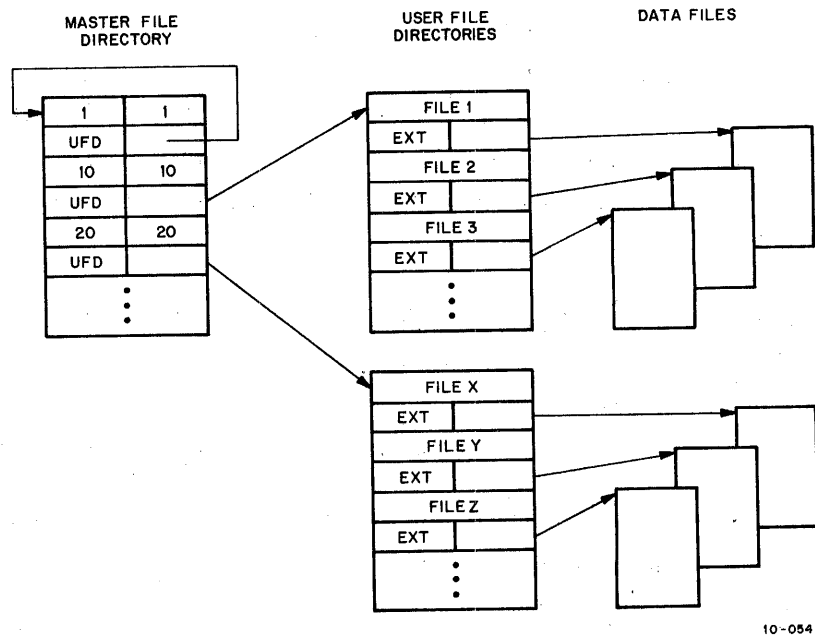 MASTER FILE
DIRECTORY
1 1
UFD
10 10
UFD
20 20
UFD
USER FILE
DIRECTORIES
FILE 1
EXT
FILE 2
EXT
FILE 3
EXT
FILE X
EXT
FILE Y
EXT
FILE Z
EXT
DATA FILES
10-054